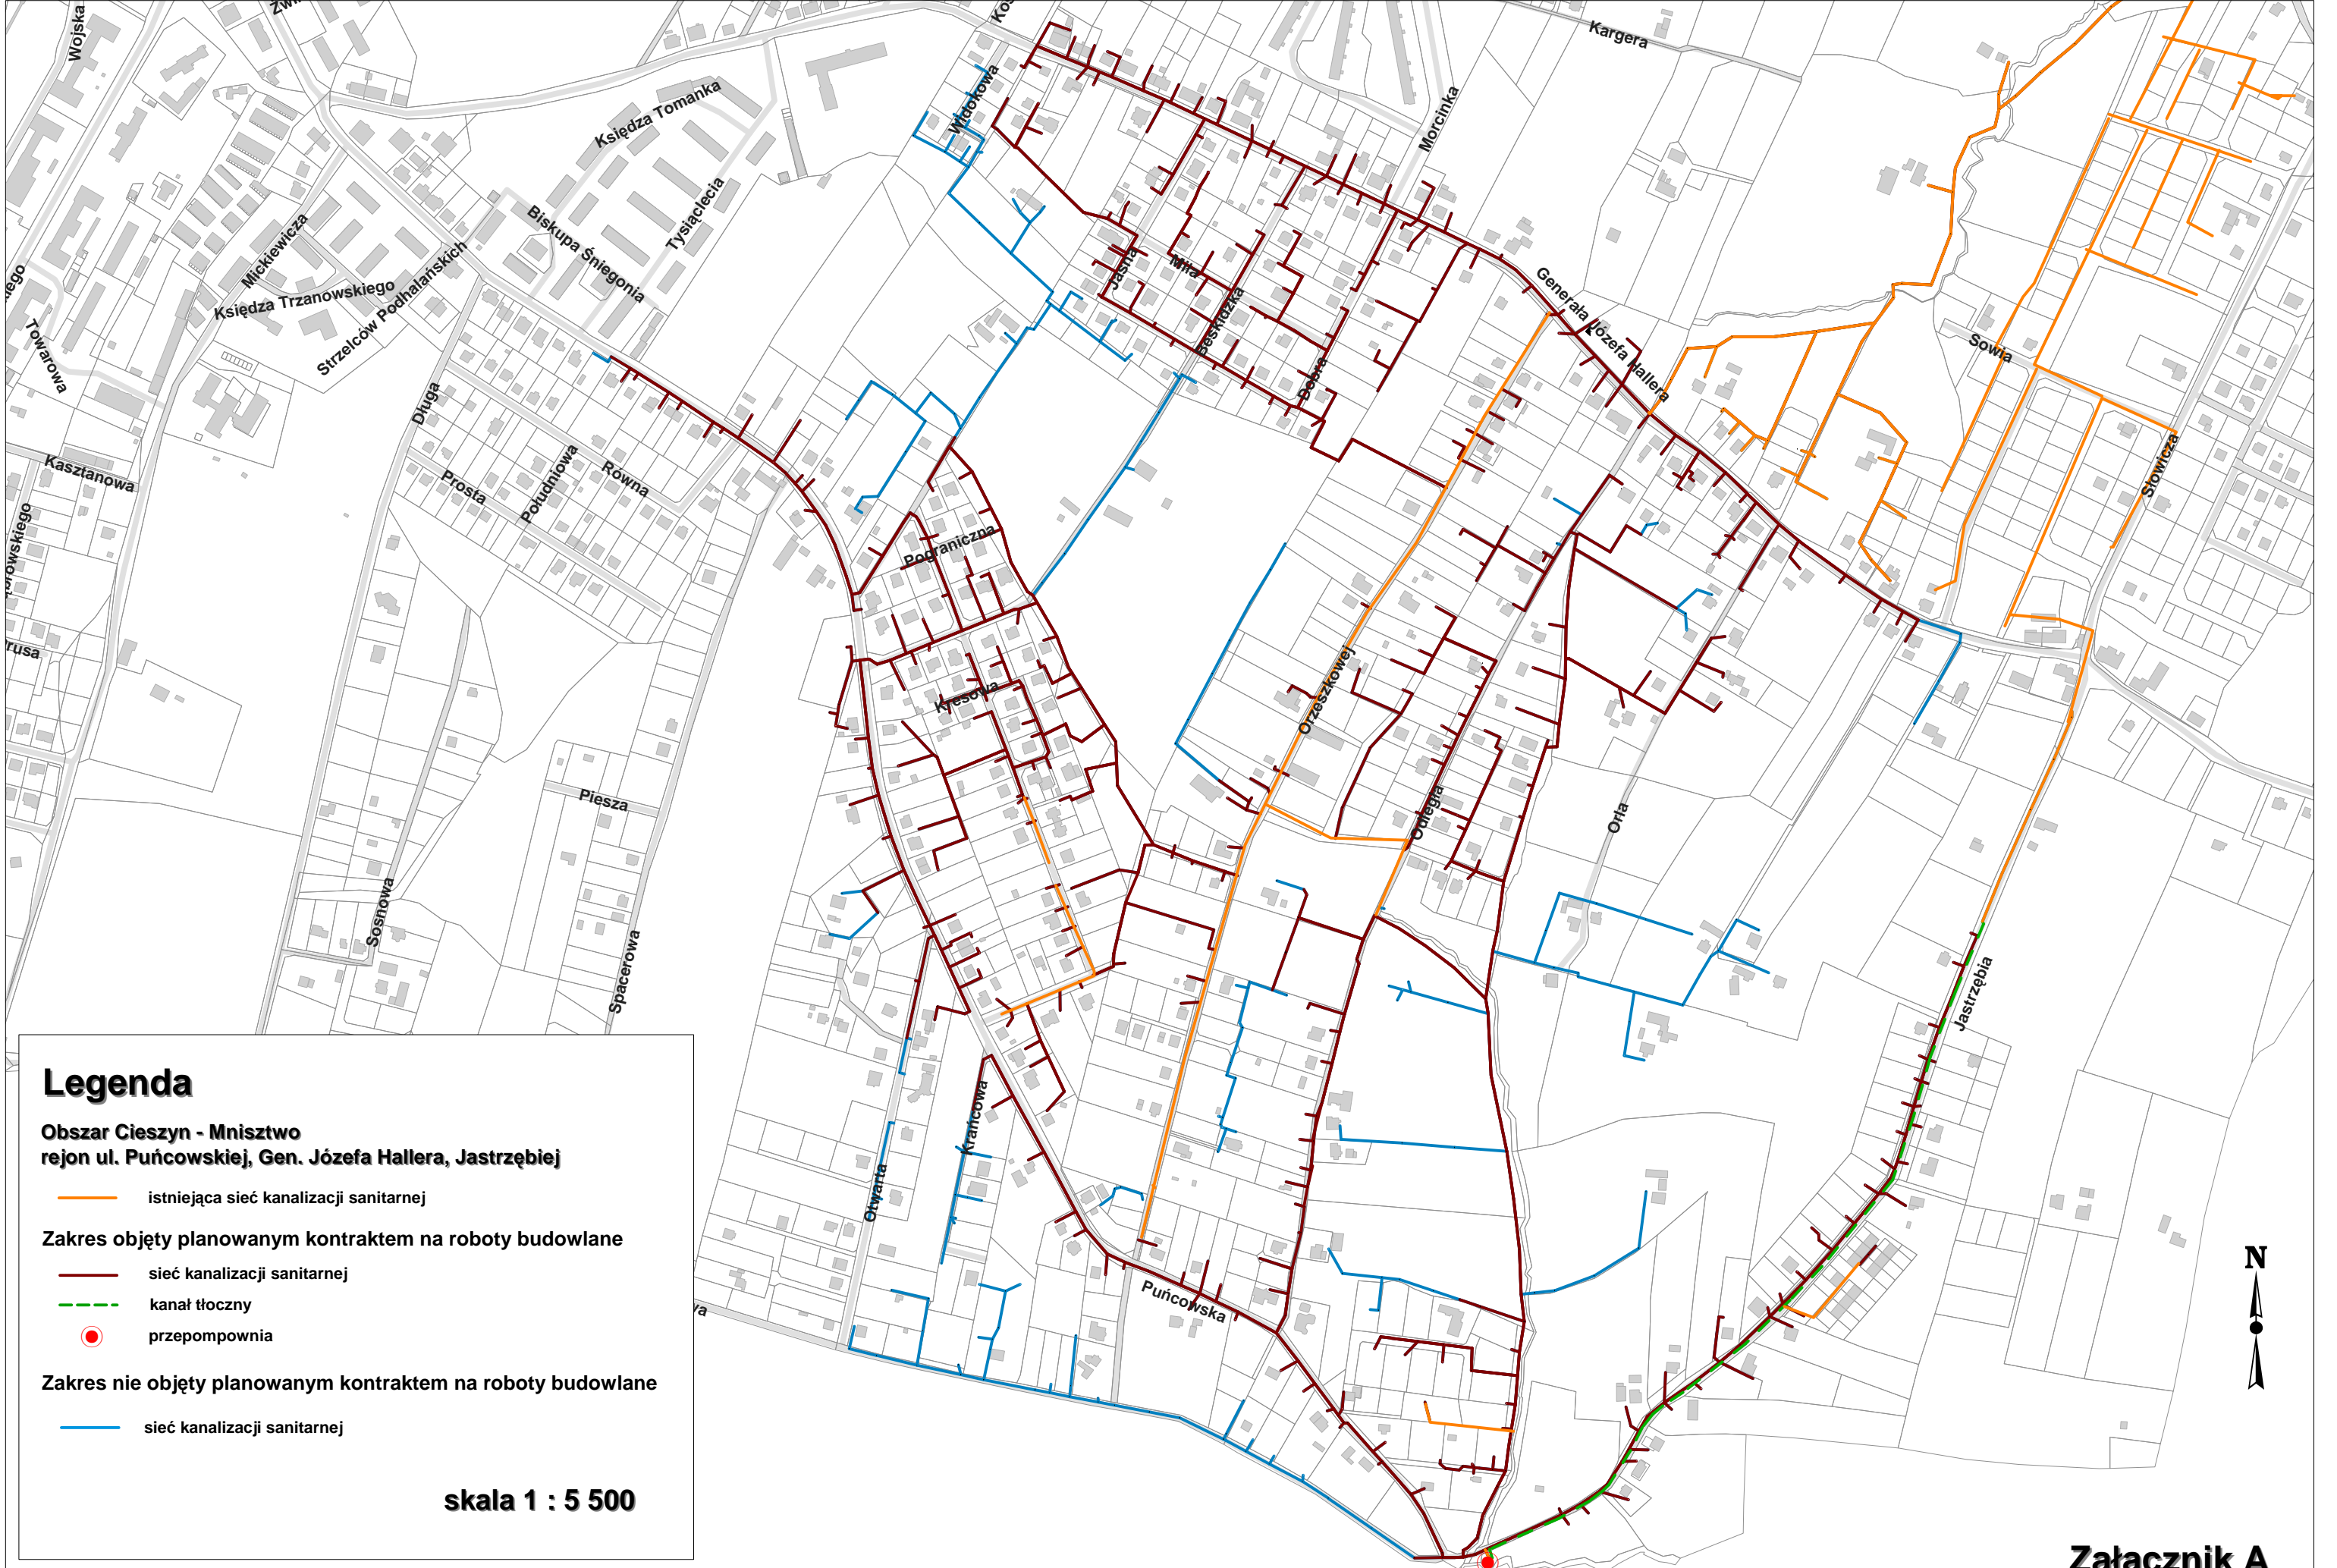 Wojska
Kargera
Księdza Tomanka
Widokowa
Morcinka
Mickiewicza
Biskupa Śniegonia
Tysiąclecia
Księdza Trzanowskiego
Strzelców Podhalańskich
Towarowa
Jasna
Miła
Beskidzka
Dobra
Generała Józefa Hallera
Sowia
Słowicza
Długa
Kasztanowa
Prosta
Południowa
Równa
Pograniczna
Kresowa
Orzeszkowej
Odległa
Orla
Piesza
Sosnowa
Spacerowa
Jastrzębia
Krańcowa
Otwarta
Puńcowska
Legenda
Obszar Cieszyn - Mnisztwo
rejon ul. Puńcowskiej, Gen. Józefa Hallera, Jastrzębiej
istniejąca sieć kanalizacji sanitarnej
Zakres objęty planowanym kontraktem na roboty budowlane
sieć kanalizacji sanitarnej
kanał tłoczny
przepompownia
Zakres nie objęty planowanym kontraktem na roboty budowlane
sieć kanalizacji sanitarnej
skala 1 : 5 500
N
Załącznik A